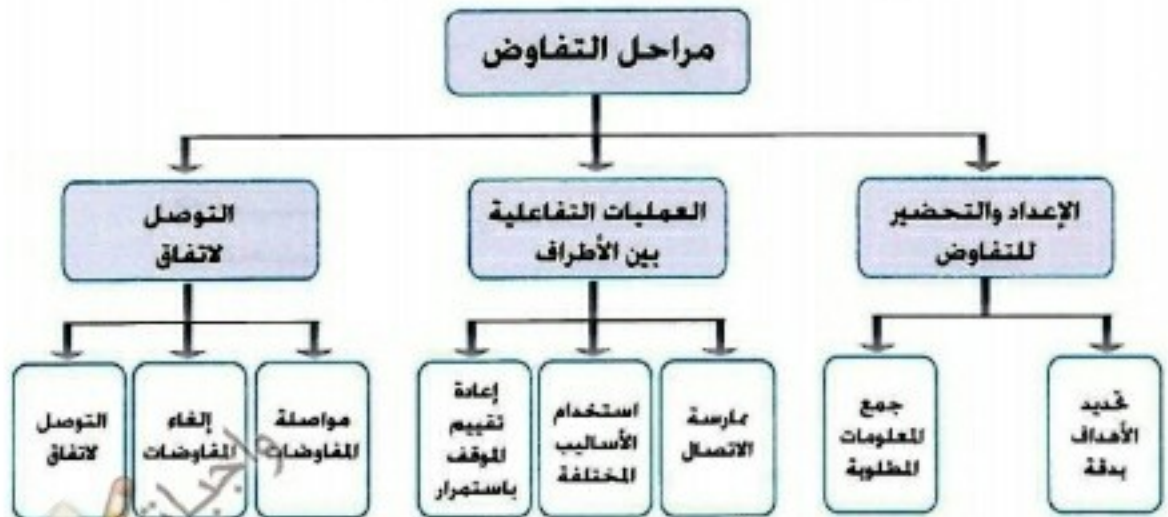 مراحل التفاوض
الإعداد والتحضير
للتفاوض
العمليات التفاعلية
بين الأطراف
التوصل
لاتفاق
تحديد
الأهداف
بدقة
جمع
المعلومات
المطلوبة
ممارسة
الاتصال
استخدام
الأساليب
المختلفة
إعادة
تقييم
الموقف
باستمرار
مواصلة
المفاوضات
إلغاء
المفاوضات
التوصل
لاتفاق
واجباتي